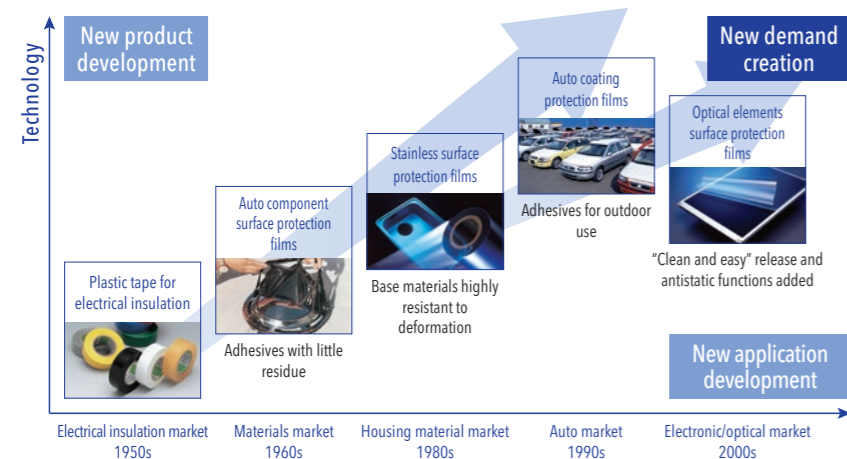 Technology
New product
development
New demand
creation
Plastic tape for
electrical insulation
Auto component
surface protection
films
Adhesives with little
residue
Stainless surface
protection films
Base materials highly
resistant to
deformation
Auto coating
protection films
Adhesives for outdoor
use
Optical elements
surface protection
films
“Clean and easy” release and
antistatic functions added
New application
development
Electrical insulation market
1950s
Materials market
1960s
Housing material market
1980s
Auto market
1990s
Electronic/optical market
2000s